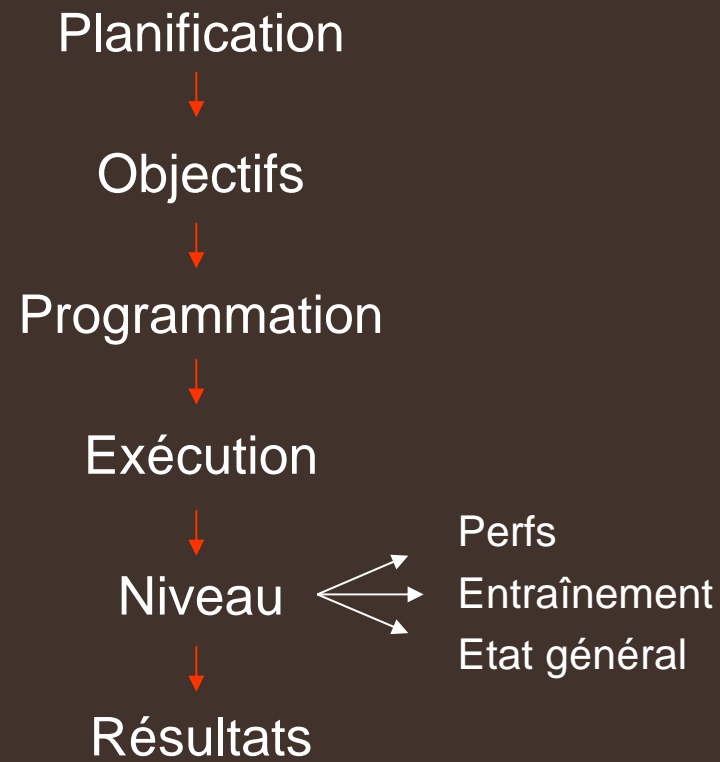 Planification
Objectifs
Programmation
Exécution
Niveau
Perfs
Entraînement
Etat général
Résultats